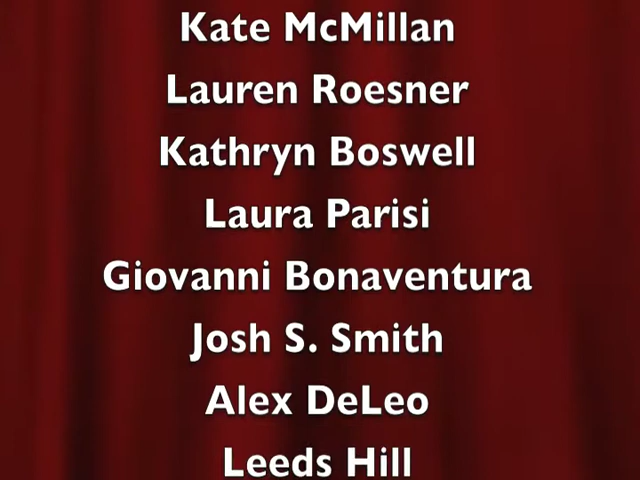 Kate McMillan
Lauren Roesner
Kathryn Boswell
Laura Parisi
Giovanni Bonaventura
Josh S. Smith
Alex DeLeo
Leeds Hill